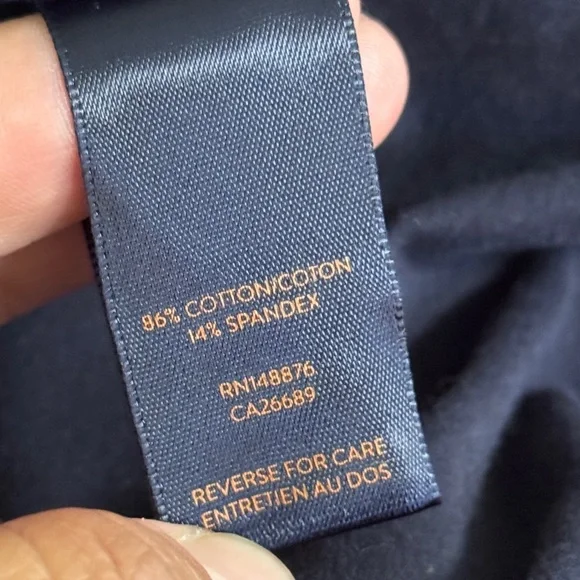 86% COTTON/COTON
14% SPANDEX
RN148876
CA26689
REVERSE FOR CARE
ENTRETIEN AU DOS